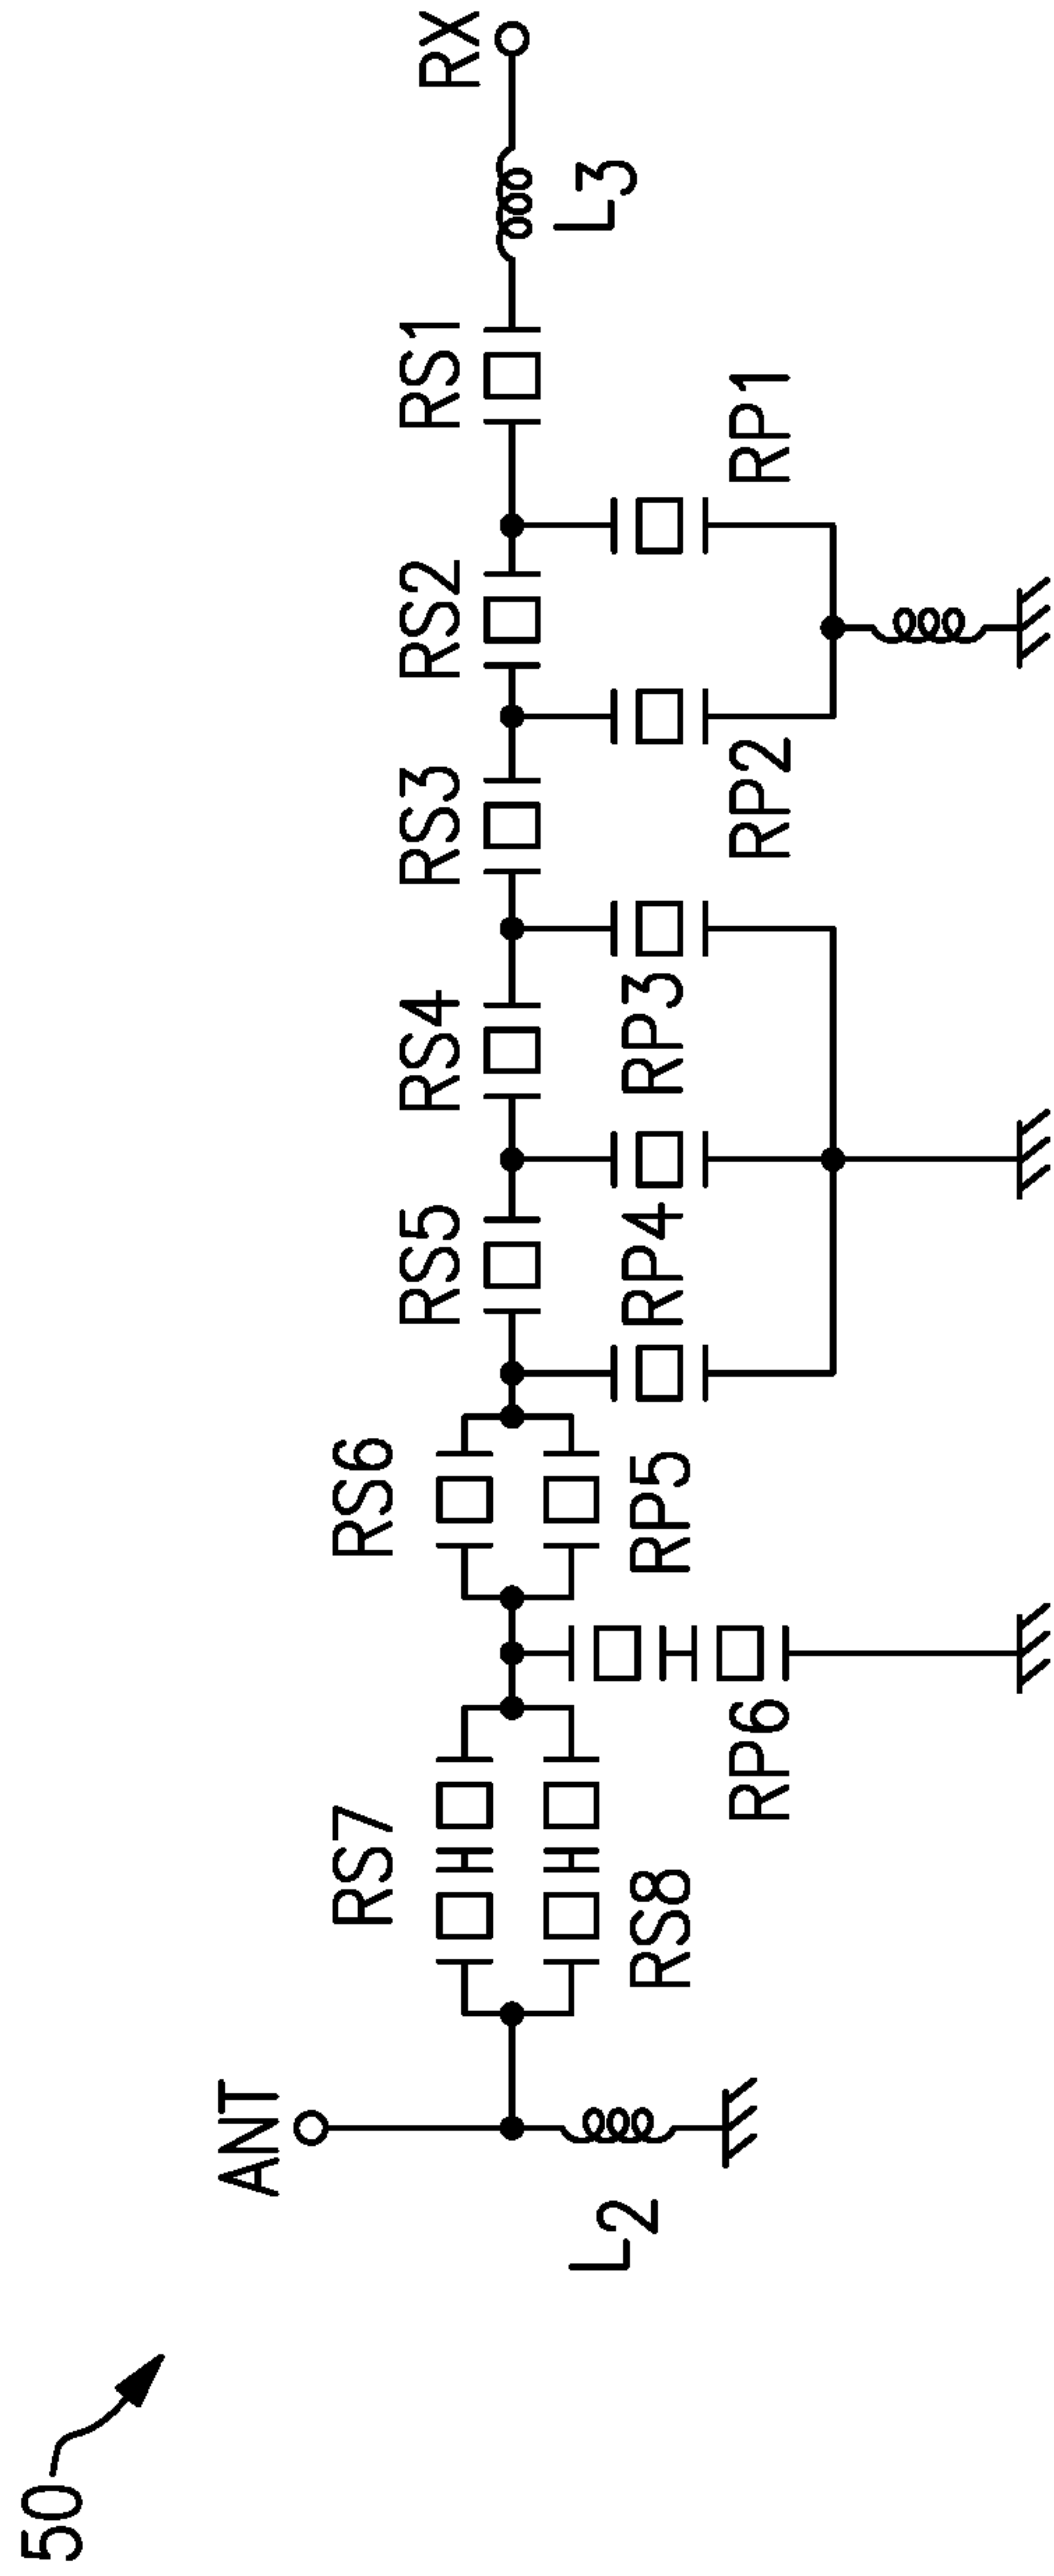 50
ANT
L2
RS7
RS8
RP6
RS6
RP5
RS5
RP4
RS4
RP3
RS3
RP2
RS2
RP1
RS1
L3
RX